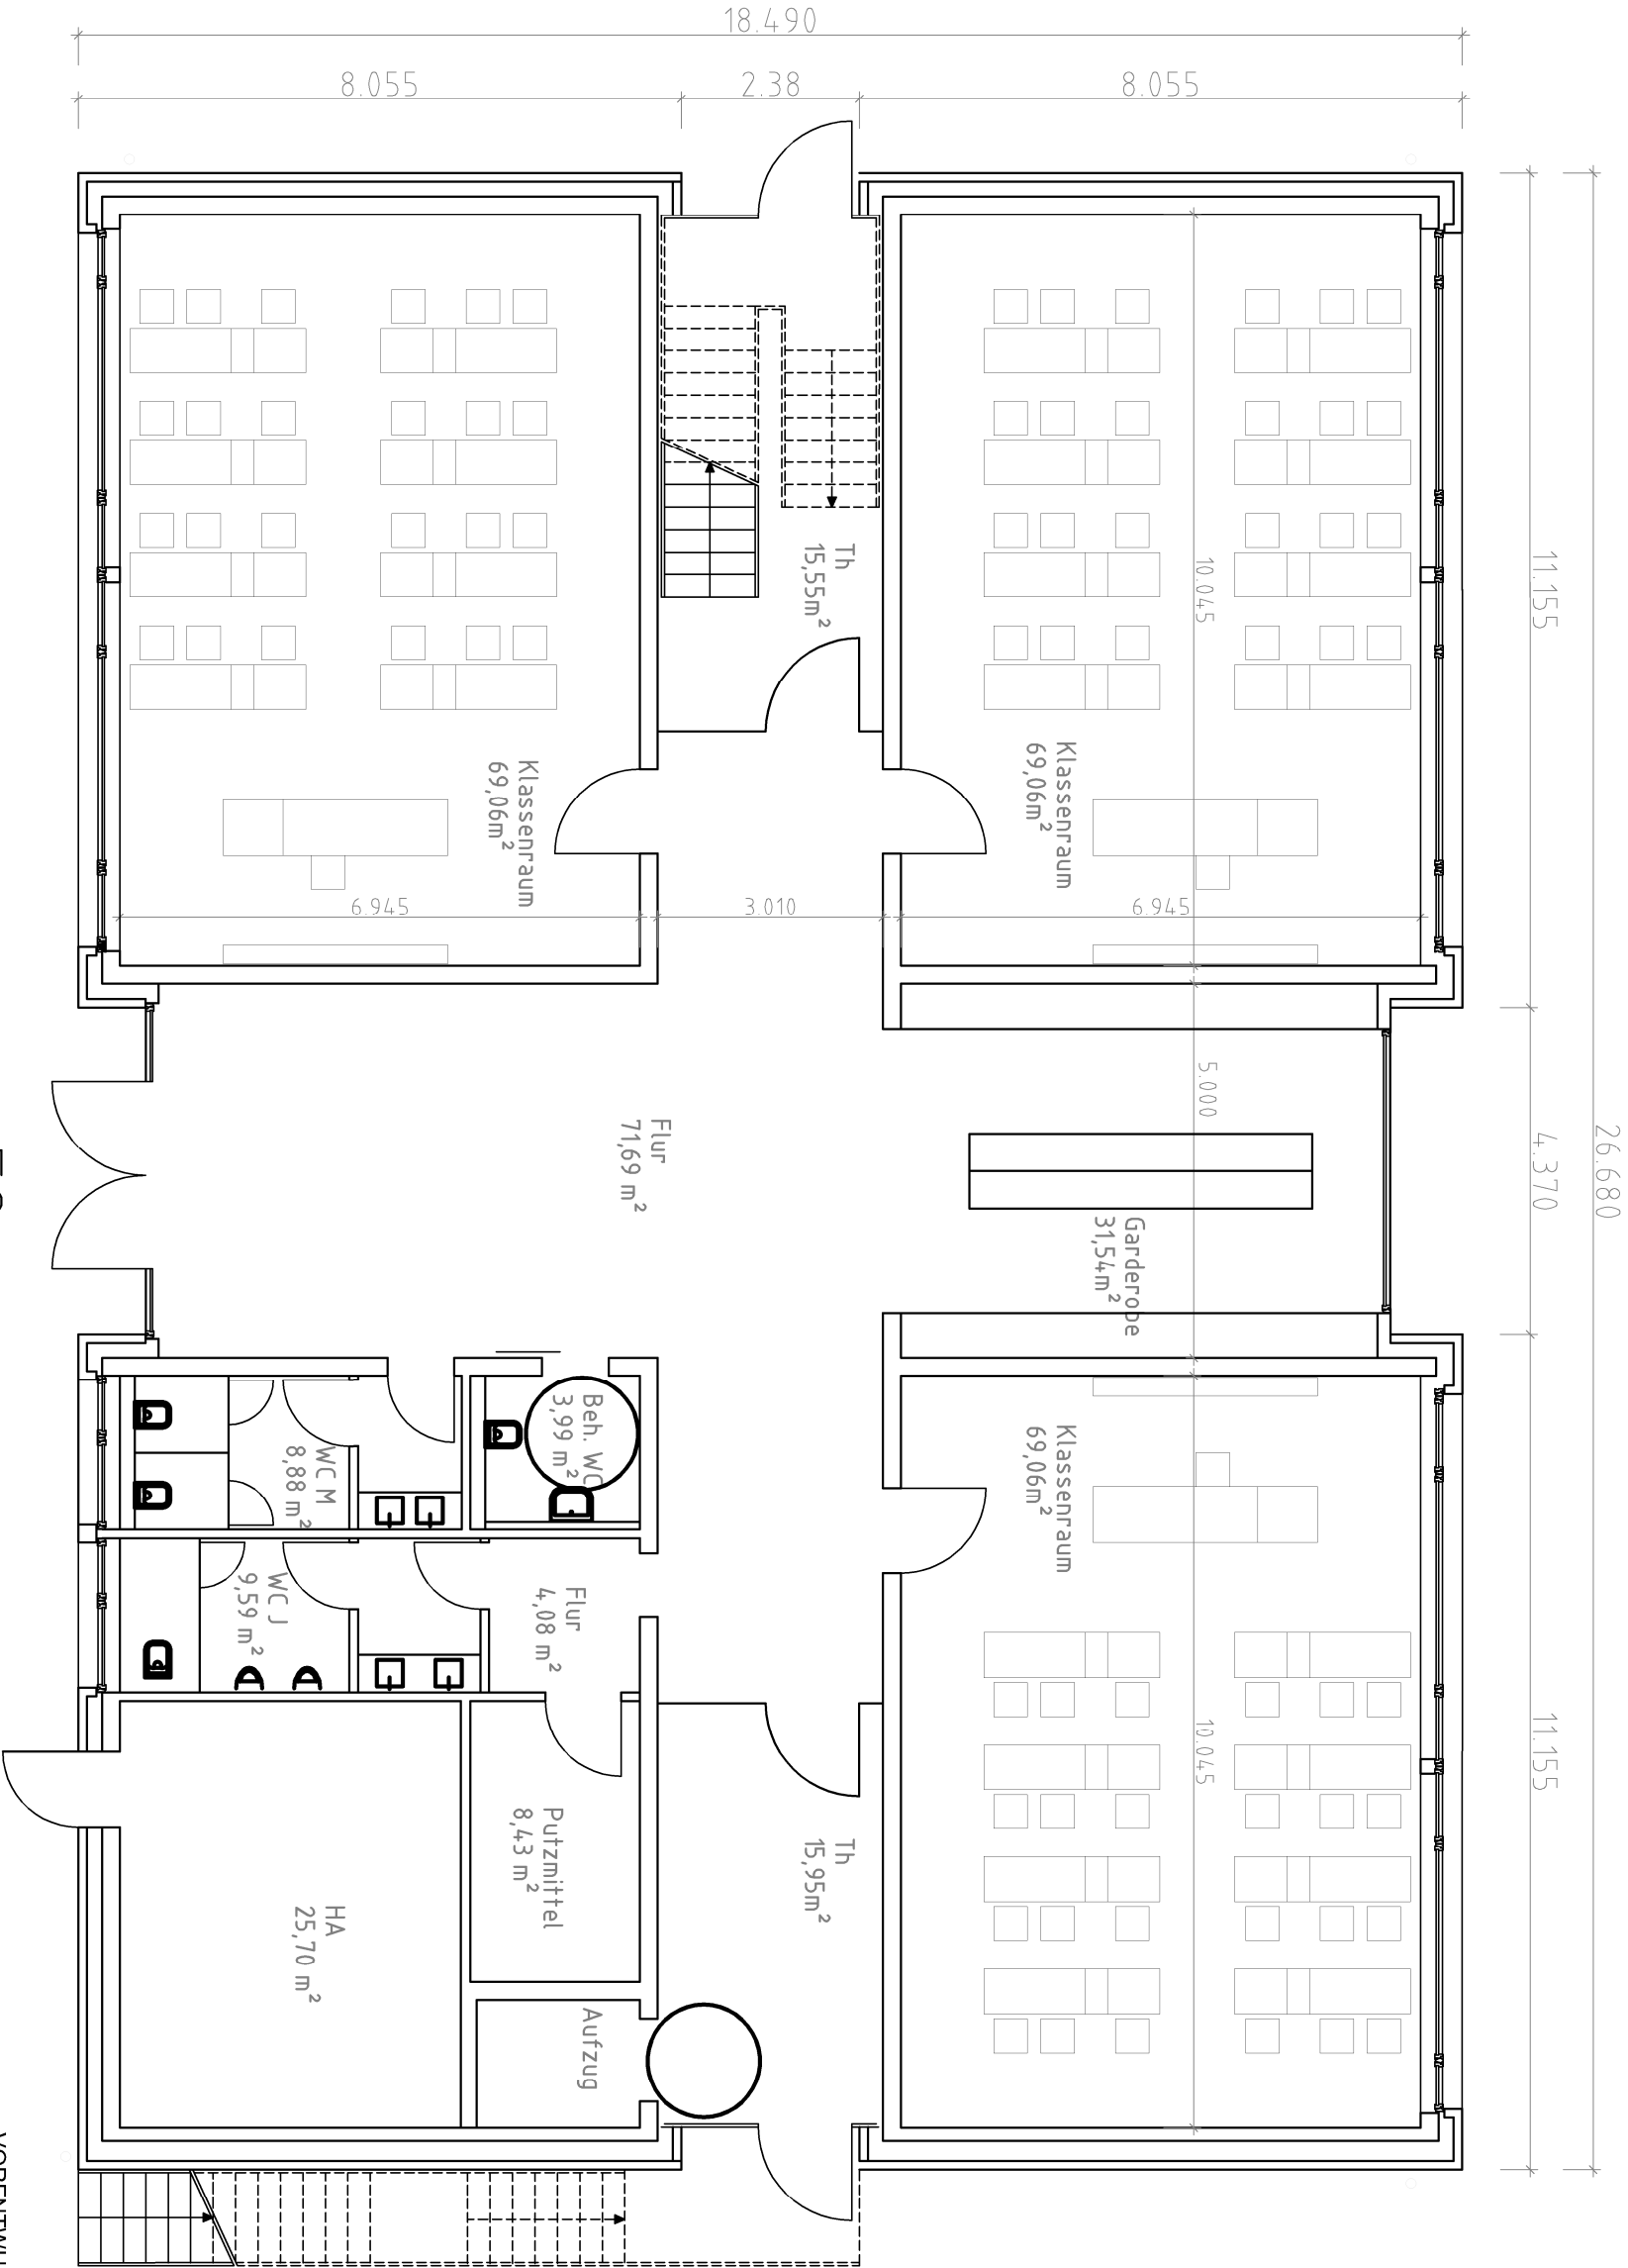 18.490
8.055
2.38
8.055
26.680
11.155
4.370
11.155
Th
15,55m²
10.045
Klassenraum
69,06m²
Klassenraum
69,06m²
6.945
3.010
6.945
5.000
Flur
71,69 m²
Garderobe
31,54m²
Beh. WC
3,99 m²
WC M
8,88 m²
Klassenraum
69,06m²
WC J
9,59 m²
Flur
4,08 m²
10.045
Putzmittel
8,43 m²
Th
15,95m²
HA
25,70 m²
Aufzug